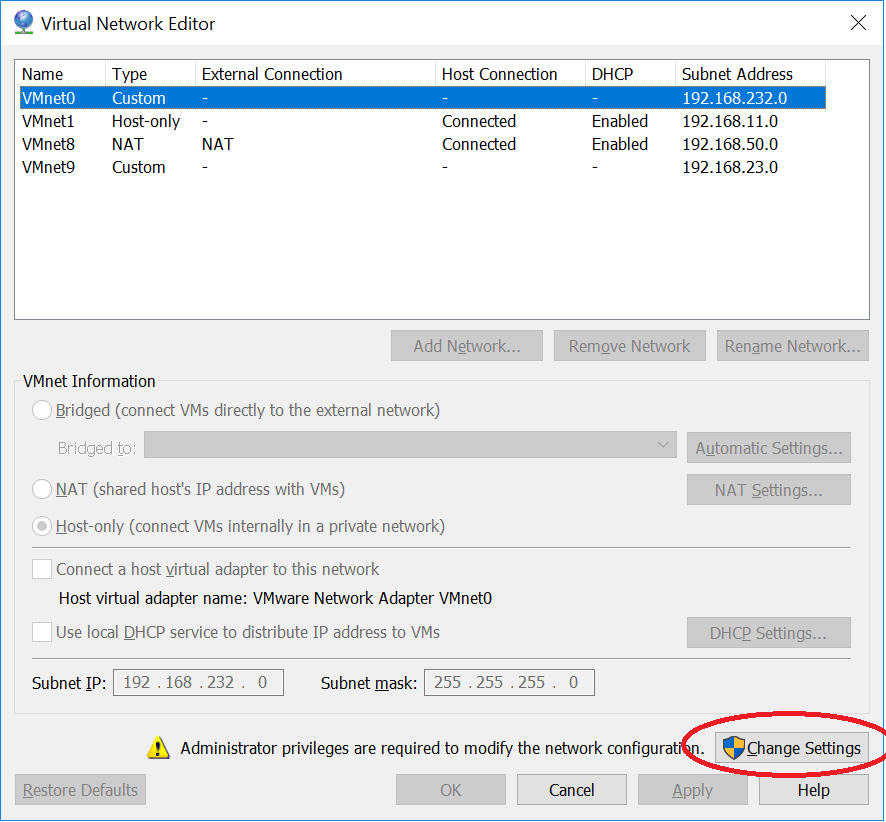 Virtual Network Editor
Name Type External Connection Host Connection DHCP Subnet Address
VMnet0 Custom - - - 192.168.232.0
VMnet1 Host-only - Connected Enabled 192.168.11.0
VMnet8 NAT NAT Connected Enabled 192.168.50.0
VMnet9 Custom - - - 192.168.23.0
Add Network... Remove Network Rename Network...
VMnet Information
Bridged (connect VMs directly to the external network)
Bridged to: Automatic Settings...
NAT (shared host's IP address with VMs) NAT Settings...
Host-only (connect VMs internally in a private network)
Connect a host virtual adapter to this network
Host virtual adapter name: VMware Network Adapter VMnet0
Use local DHCP service to distribute IP address to VMs DHCP Settings...
Subnet IP: 192 . 168 . 232 . 0 Subnet mask: 255 . 255 . 255 . 0
Administrator privileges are required to modify the network configuration. Change Settings
Restore Defaults OK Cancel Apply Help